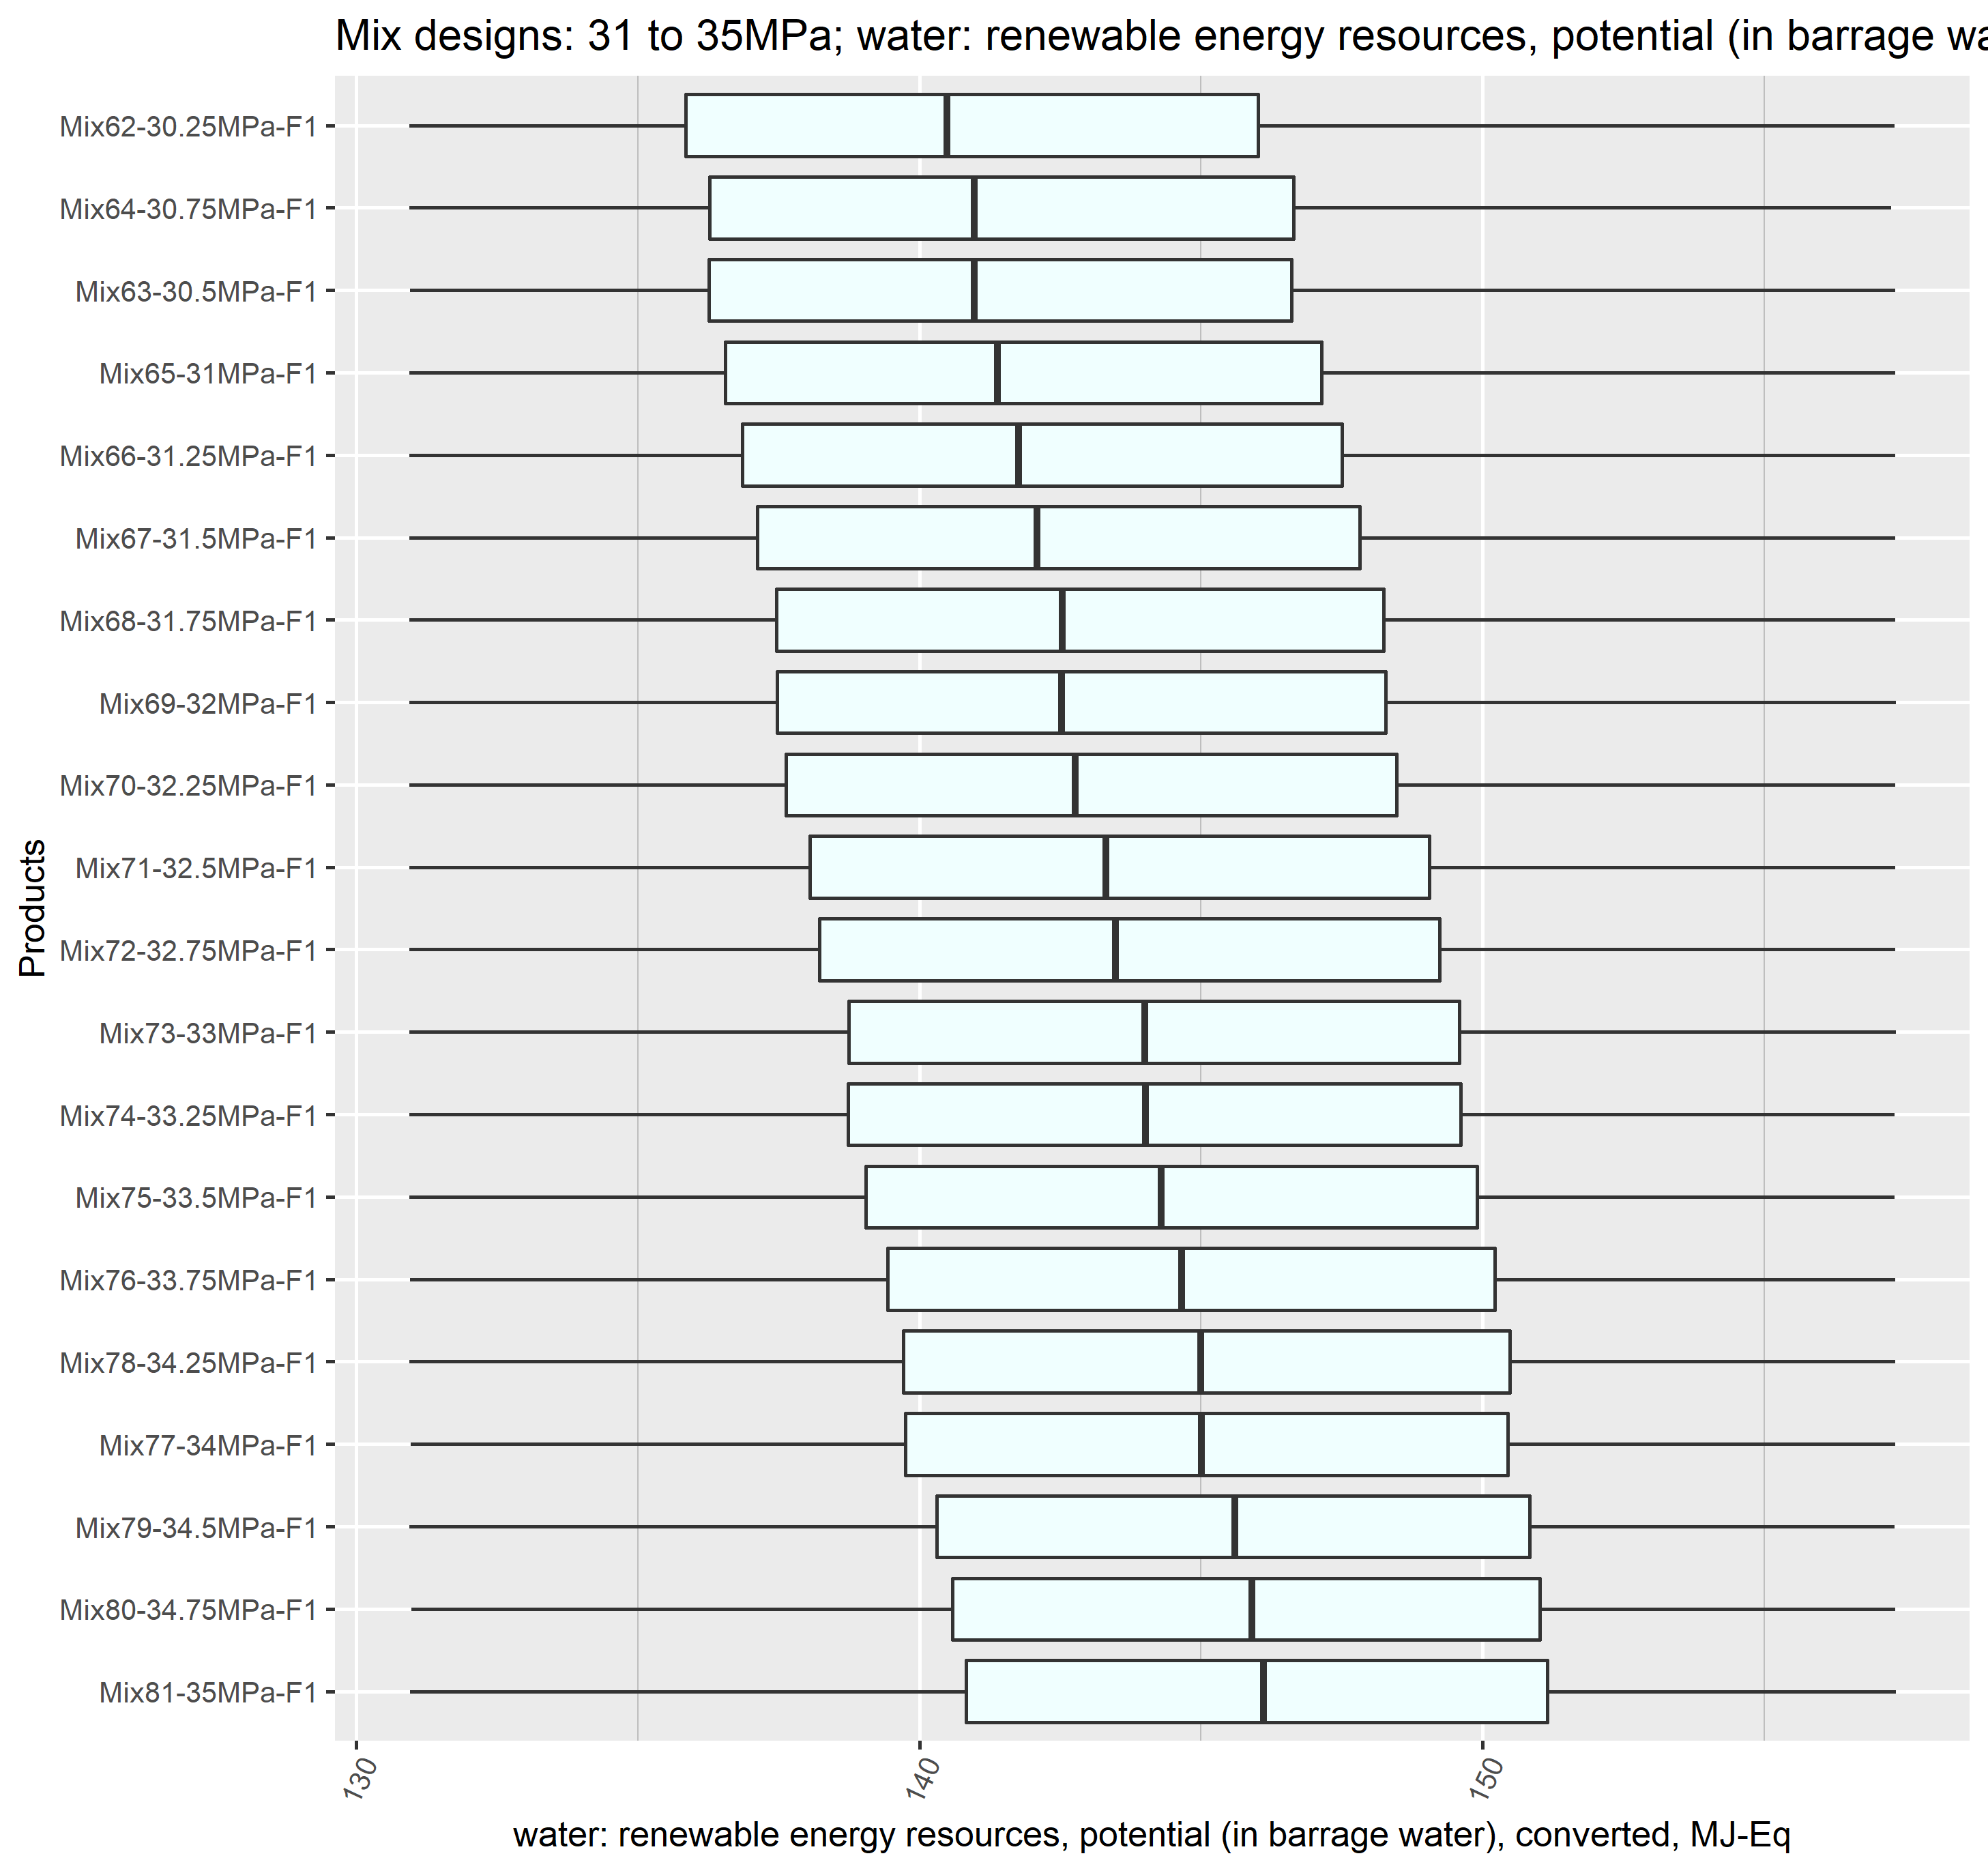 Mix designs: 31 to 35MPa; water: renewable energy resources, potential (in barrage wa
Mix62-30.25MPa-F1
Mix64-30.75MPa-F1
Mix63-30.5MPa-F1
Mix65-31MPa-F1
Mix66-31.25MPa-F1
Mix67-31.5MPa-F1
Mix68-31.75MPa-F1
Mix69-32MPa-F1
Mix70-32.25MPa-F1
Mix71-32.5MPa-F1
Mix72-32.75MPa-F1
Mix73-33MPa-F1
Mix74-33.25MPa-F1
Mix75-33.5MPa-F1
Mix76-33.75MPa-F1
Mix78-34.25MPa-F1
Mix77-34MPa-F1
Mix79-34.5MPa-F1
Mix80-34.75MPa-F1
Mix81-35MPa-F1
Products
130 140 150
water: renewable energy resources, potential (in barrage water), converted, MJ-Eq